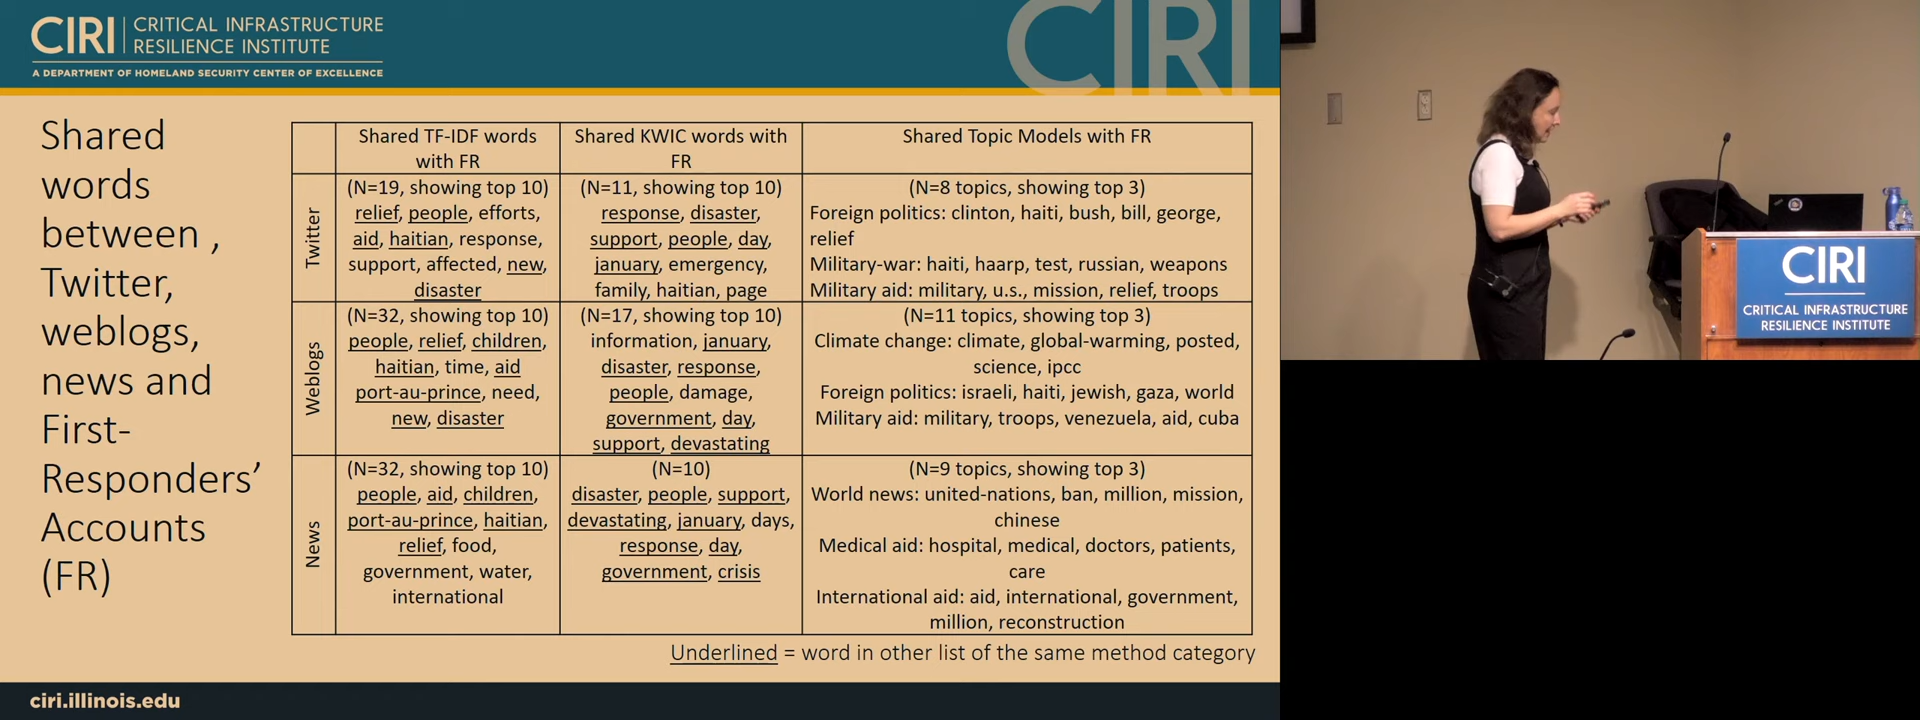 CIRI
CRITICAL INFRASTRUCTURE
RESILIENCE INSTITUTE
A DEPARTMENT OF HOMELAND SECURITY CENTER OF EXCELLENCE
CIRI
Shared
words
between ,
Twitter,
weblogs,
news and
First-
Responders’
Accounts
(FR)
Shared TF-IDF words
with FR
Shared KWIC words with
FR
Shared Topic Models with FR
Twitter
(N=19, showing top 10)
relief, people, efforts,
aid, haitian, response,
support, affected, new,
disaster
(N=11, showing top 10)
response, disaster,
support, people, day,
january, emergency,
family, haitian, page
(N=8 topics, showing top 3)
Foreign politics: clinton, haiti, bush, bill, george,
relief
Military-war: haiti, haarp, test, russian, weapons
Military aid: military, u.s., mission, relief, troops
Weblogs
(N=32, showing top 10)
people, relief, children,
haitian, time, aid
port-au-prince, need,
new, disaster
(N=17, showing top 10)
information, january,
disaster, response,
people, damage,
government, day,
support, devastating
(N=11 topics, showing top 3)
Climate change: climate, global-warming, posted,
science, ipcc
Foreign politics: israeli, haiti, jewish, gaza, world
Military aid: military, troops, venezuela, aid, cuba
News
(N=32, showing top 10)
people, aid, children,
port-au-prince, haitian,
relief, food,
government, water,
international
(N=10)
disaster, people, support,
devastating, january, days,
response, day,
government, crisis
(N=9 topics, showing top 3)
World news: united-nations, ban, million, mission,
chinese
Medical aid: hospital, medical, doctors, patients,
care
International aid: aid, international, government,
million, reconstruction
Underlined = word in other list of the same method category
ciri.illinois.edu
CIRI
CRITICAL INFRASTRUCTURE
RESILIENCE INSTITUTE